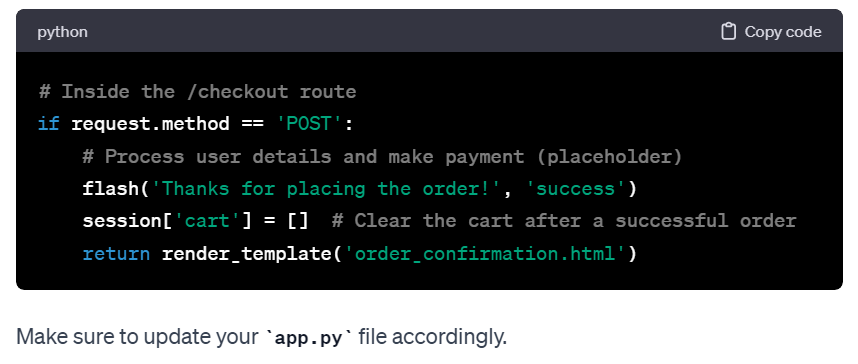 python Copy code
# Inside the /checkout route
if request.method == 'POST':
    # Process user details and make payment (placeholder)
    flash('Thanks for placing the order!', 'success')
    session['cart'] = []  # Clear the cart after a successful order
    return render_template('order_confirmation.html')
Make sure to update your `app.py` file accordingly.